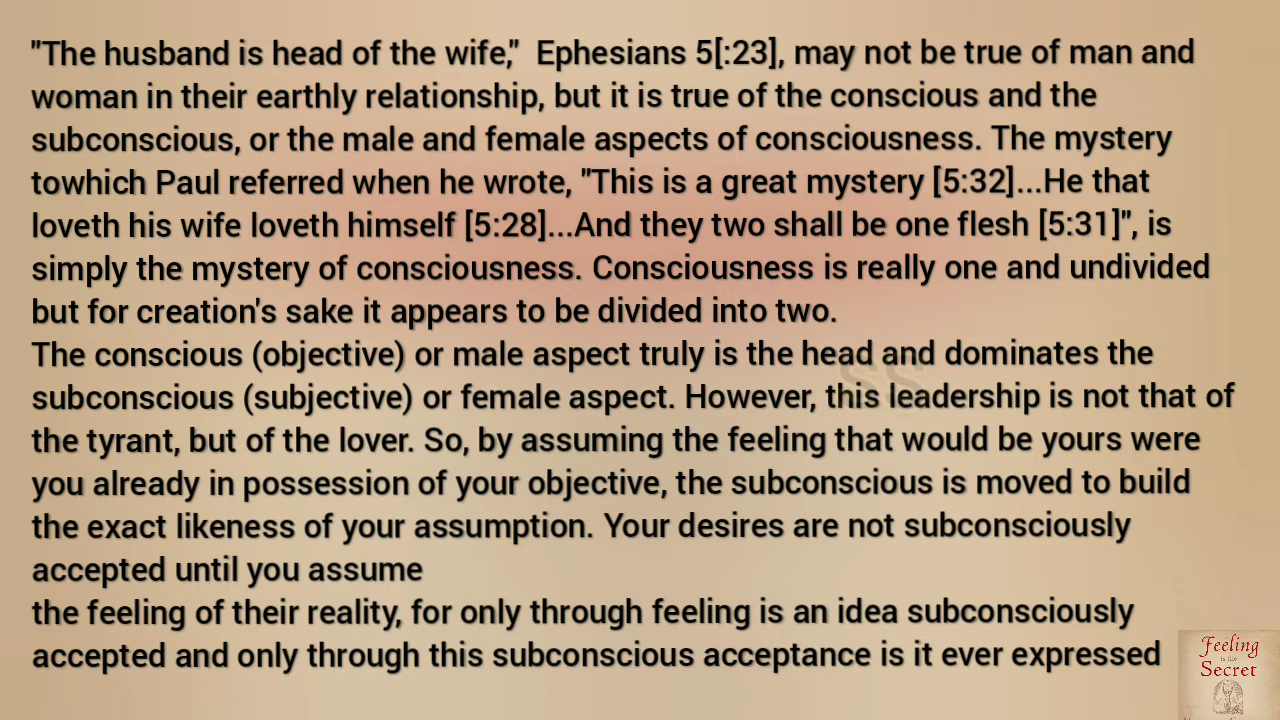 "The husband is head of the wife,"  Ephesians 5[:23], may not be true of man and
woman in their earthly relationship, but it is true of the conscious and the
subconscious, or the male and female aspects of consciousness. The mystery
towhich Paul referred when he wrote, "This is a great mystery [5:32]...He that
loveth his wife loveth himself [5:28]...And they two shall be one flesh [5:31]", is
simply the mystery of consciousness. Consciousness is really one and undivided
but for creation's sake it appears to be divided into two.
The conscious (objective) or male aspect truly is the head and dominates the
subconscious (subjective) or female aspect. However, this leadership is not that of
the tyrant, but of the lover. So, by assuming the feeling that would be yours were
you already in possession of your objective, the subconscious is moved to build
the exact likeness of your assumption. Your desires are not subconsciously
accepted until you assume
the feeling of their reality, for only through feeling is an idea subconsciously
accepted and only through this subconscious acceptance is it ever expressed
Feeling
is the
Secret